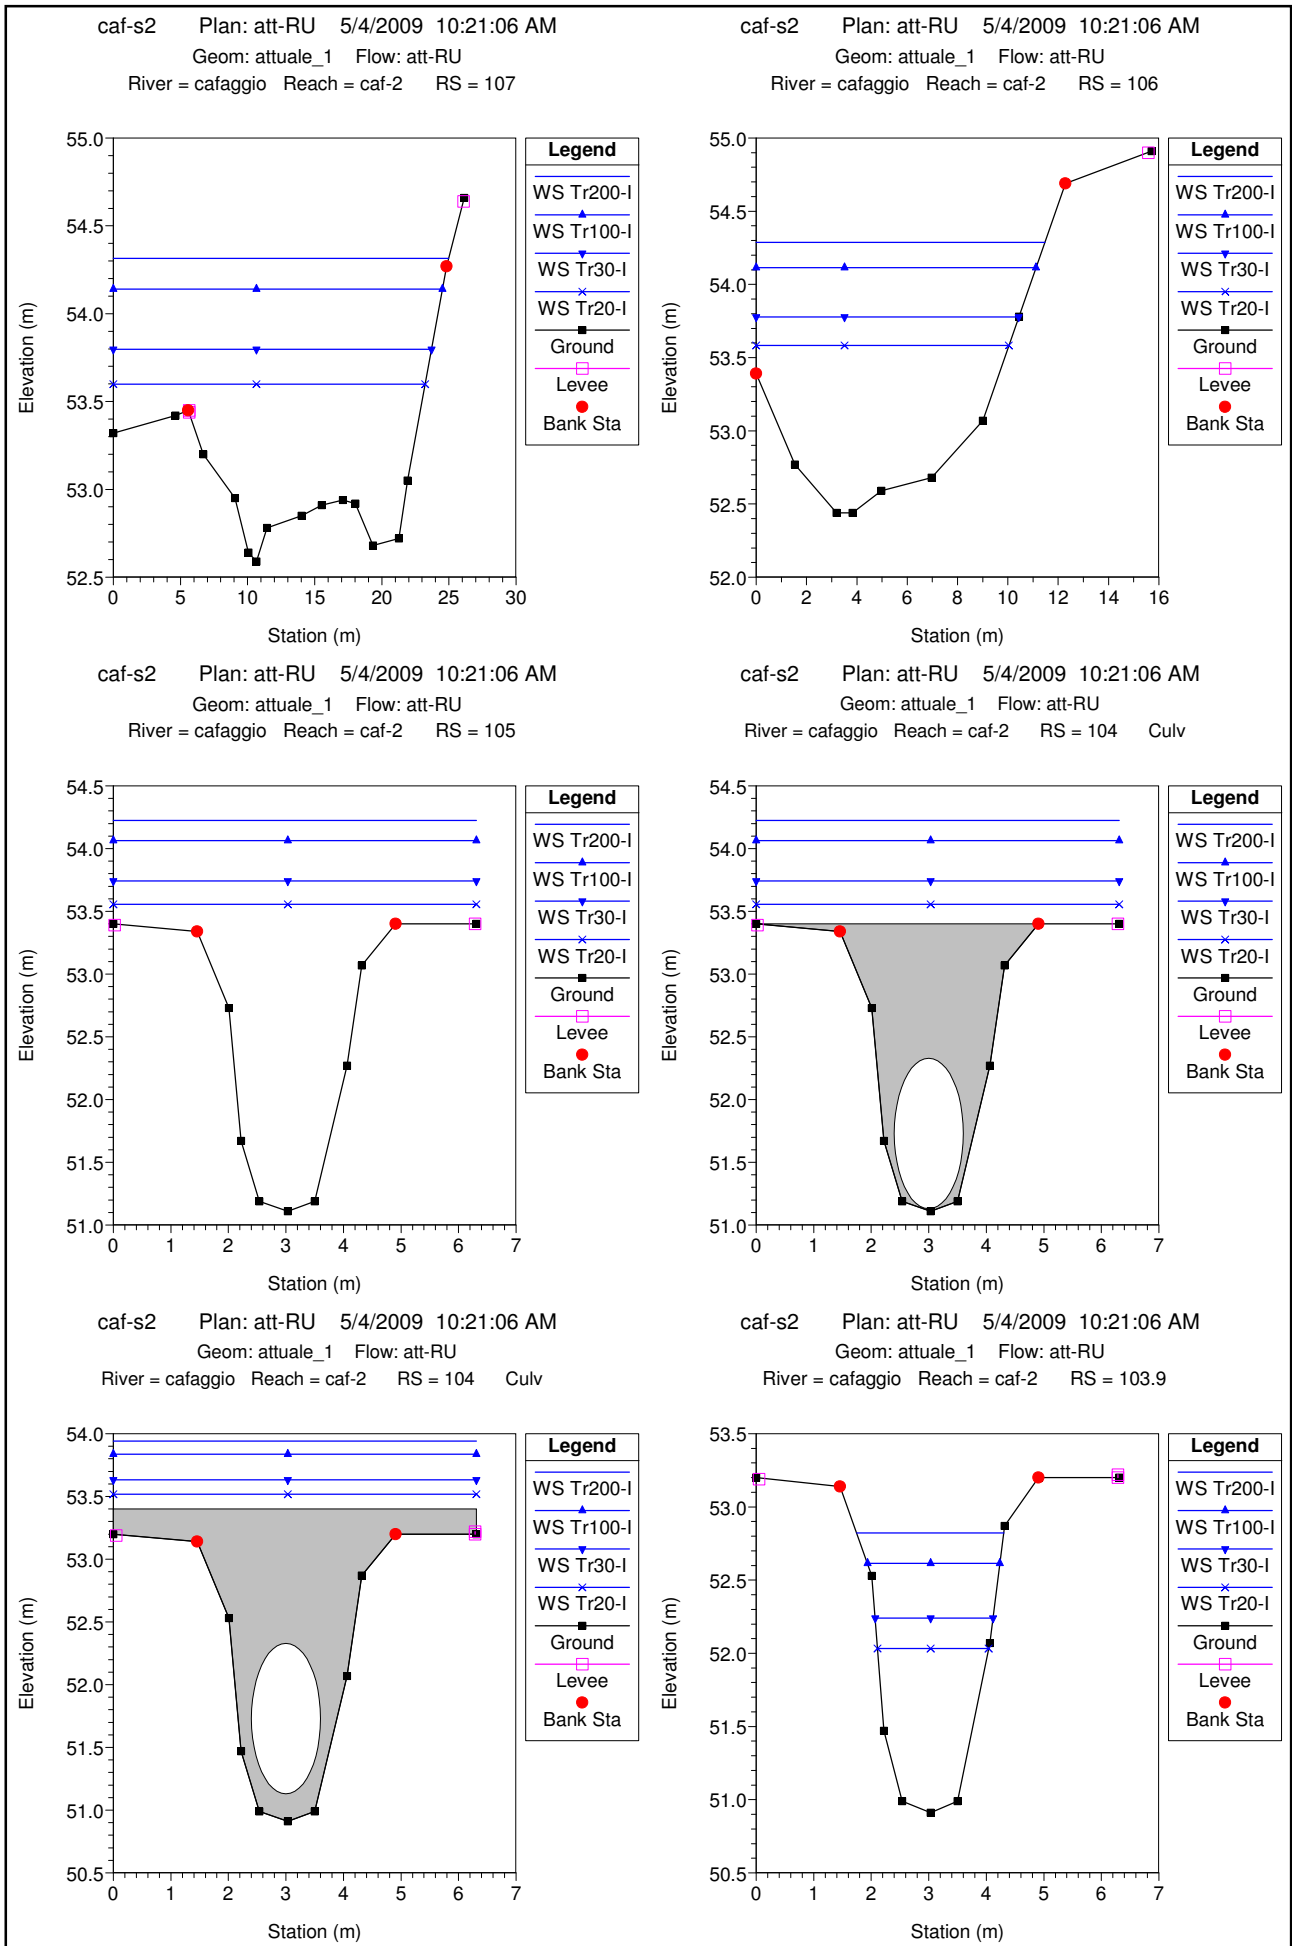 caf-s2 Plan: att-RU 5/4/2009 10:21:06 AM
Geom: attuale_1 Flow: att-RU
River = cafaggio Reach = caf-2 RS = 107
55.0
54.5
54.0
53.5
53.0
52.5
0 5 10 15 20 25 30
Station (m)
Elevation (m)
Legend
WS Tr200-I
WS Tr100-I
WS Tr30-I
WS Tr20-I
Ground
Levee
Bank Sta
caf-s2 Plan: att-RU 5/4/2009 10:21:06 AM
Geom: attuale_1 Flow: att-RU
River = cafaggio Reach = caf-2 RS = 106
55.0
54.5
54.0
53.5
53.0
52.5
52.0
0 2 4 6 8 10 12 14 16
Station (m)
Elevation (m)
Legend
WS Tr200-I
WS Tr100-I
WS Tr30-I
WS Tr20-I
Ground
Levee
Bank Sta
caf-s2 Plan: att-RU 5/4/2009 10:21:06 AM
Geom: attuale_1 Flow: att-RU
River = cafaggio Reach = caf-2 RS = 105
54.5
54.0
53.5
53.0
52.5
52.0
51.5
51.0
0 1 2 3 4 5 6 7
Station (m)
Elevation (m)
Legend
WS Tr200-I
WS Tr100-I
WS Tr30-I
WS Tr20-I
Ground
Levee
Bank Sta
caf-s2 Plan: att-RU 5/4/2009 10:21:06 AM
Geom: attuale_1 Flow: att-RU
River = cafaggio Reach = caf-2 RS = 104 Culv
54.5
54.0
53.5
53.0
52.5
52.0
51.5
51.0
0 1 2 3 4 5 6 7
Station (m)
Elevation (m)
Legend
WS Tr200-I
WS Tr100-I
WS Tr30-I
WS Tr20-I
Ground
Levee
Bank Sta
caf-s2 Plan: att-RU 5/4/2009 10:21:06 AM
Geom: attuale_1 Flow: att-RU
River = cafaggio Reach = caf-2 RS = 104 Culv
54.0
53.5
53.0
52.5
52.0
51.5
51.0
50.5
0 1 2 3 4 5 6 7
Station (m)
Elevation (m)
Legend
WS Tr200-I
WS Tr100-I
WS Tr30-I
WS Tr20-I
Ground
Levee
Bank Sta
caf-s2 Plan: att-RU 5/4/2009 10:21:06 AM
Geom: attuale_1 Flow: att-RU
River = cafaggio Reach = caf-2 RS = 103.9
53.5
53.0
52.5
52.0
51.5
51.0
50.5
0 1 2 3 4 5 6 7
Station (m)
Elevation (m)
Legend
WS Tr200-I
WS Tr100-I
WS Tr30-I
WS Tr20-I
Ground
Levee
Bank Sta